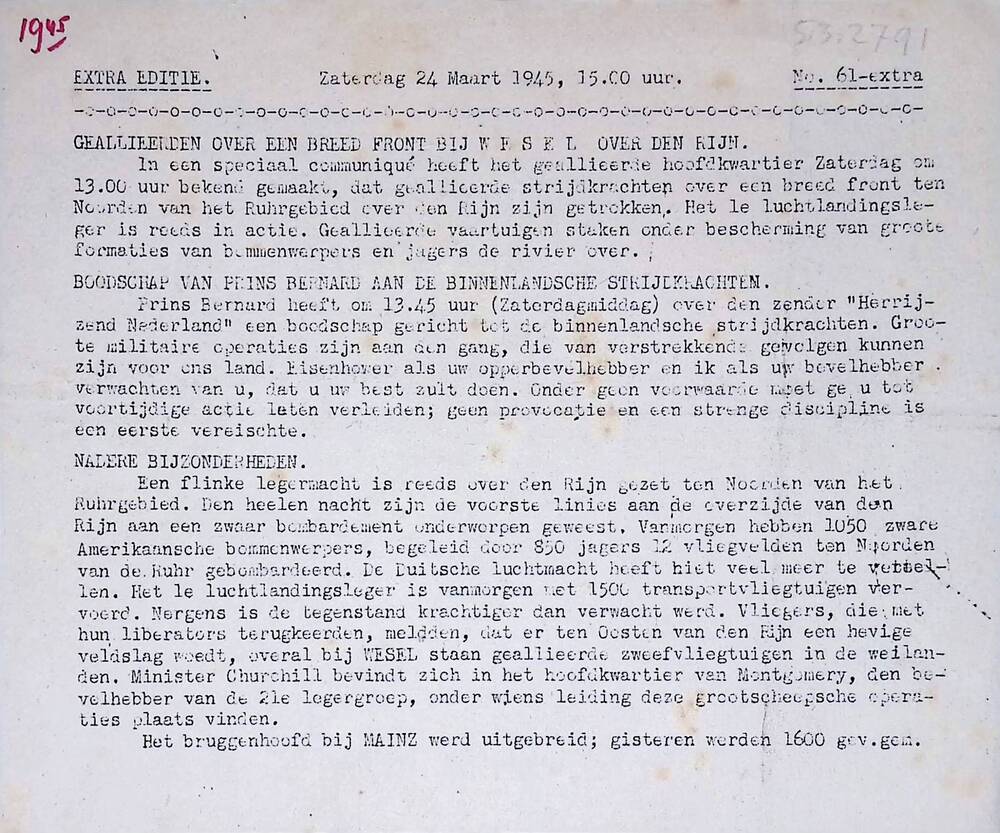 1945
53.2791
EXTRA EDITIE. Zaterdag 24 Maart 1945, 15.00 uur. No. 61-extra
GEALLIEERDEN OVER EEN BREED FRONT BIJ W E S E L OVER DEN RIJN.
In een speciaal communiqué heeft het geallieerde hoofdkwartier Zaterdag om
13.00 uur bekend gemaakt, dat geallieerde strijdkrachten over een breed front ten
Noorden van het Ruhrgebied over den Rijn zijn getrokken. Het 1e luchtlandingsle-
ger is reeds in actie. Geallieerde vaartuigen staken onder bescherming van groote
formaties van bommenwerpers en jagers de rivier over.
BOODSCHAP VAN PRINS BERNARD AAN DE BINNENLANDSCHE STRIJDKRACHTEN.
Prins Bernard heeft om 13.45 uur (Zaterdagmiddag) over den zender "Herrij-
zend Nederland" een boodschap gericht tot de binnenlandsche strijdkrachten. Groo-
te militaire operaties zijn aan den gang, die van verstrekkende gevolgen kunnen
zijn voor ons land. Eisenhower als uw opperbevelhebber en ik als uw bevelhebber
verwachten van u, dat u uw best zult doen. Onder geen voorwaarde moet ge u tot
voortijdige actie laten verleiden; geen provocatie en een strenge discipline is
een eerste vereischte.
NADERE BIJZONDERHEDEN.
Een flinke legermacht is reeds over den Rijn gezet ten Noorden van het
Ruhrgebied. Den heelen nacht zijn de voorste linies aan de overzijde van den
Rijn aan een zwaar bombardement onderworpen geweest. Vanmorgen hebben 1050 zware
Amerikaansche bommenwerpers, begeleid door 850 jagers 12 vliegvelden ten Noorden
van de Ruhr gebombardeerd. De Duitsche luchtmacht heeft niet veel meer te vertel-
len. Het 1e luchtlandingsleger is vanmorgen met 1500 transportvliegtuigen ver-
voerd. Nergens is de tegenstand krachtiger dan verwacht werd. Vliegers, die met
hun liberators terugkeerden, meldden, dat er ten Oosten van den Rijn een hevige
veldslag woedt, overal bij WESEL staan geallieerde zweefvliegtuigen in de weilan-
den. Minister Churchill bevindt zich in het hoofdkwartier van Montgomery, den be-
velhebber van de 21e legergroep, onder wiens leiding deze grootscheepsche opera-
ties plaats vinden.
Het bruggenhoofd bij MAINZ werd uitgebreid; gisteren werden 1600 gev.gem.